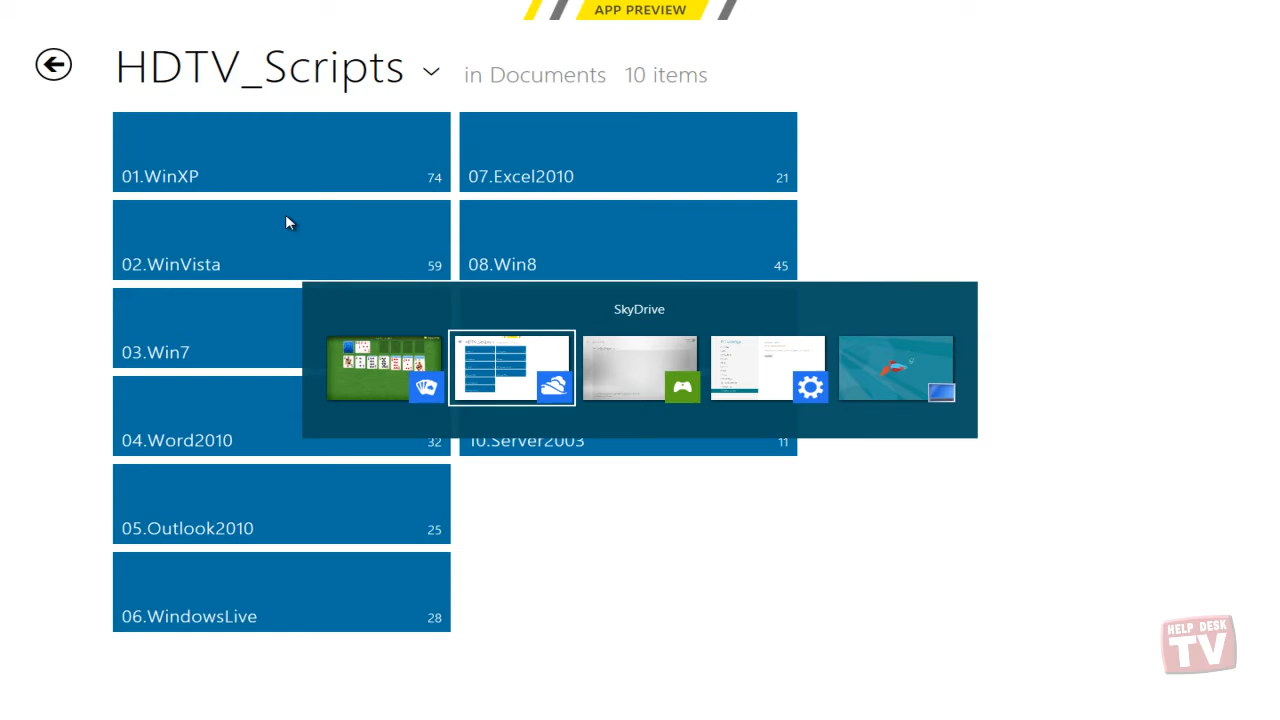 APP PREVIEW
HDTV_Scripts in Documents 10 items
01.WinXP 74
07.Excel2010 21
02.WinVista 59
08.Win8 45
SkyDrive
03.Win7
04.Word2010 32
10.Server2003 11
05.Outlook2010 25
06.WindowsLive 28
HELP DESK
TV